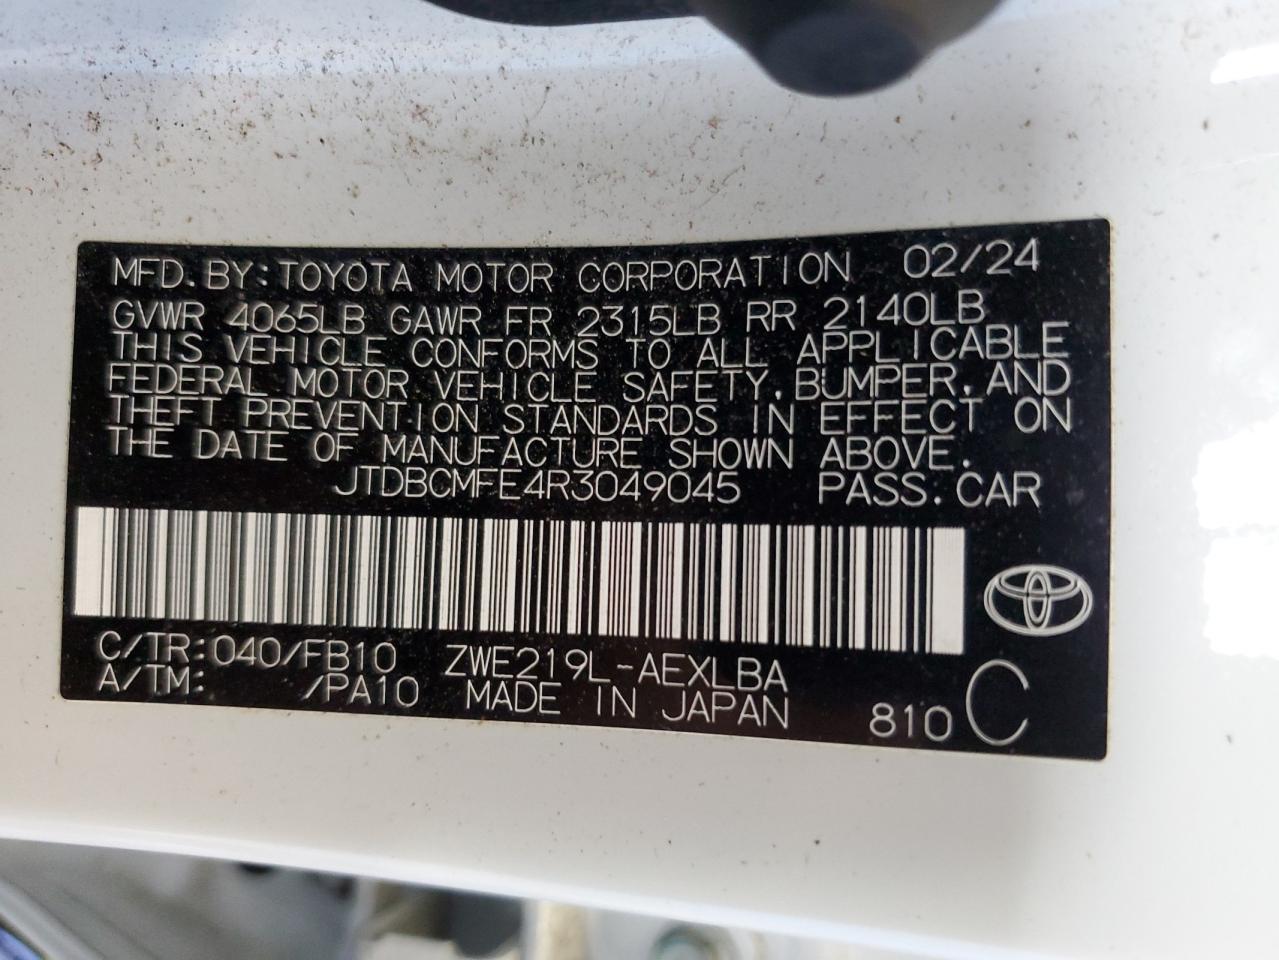 MFD.BY:TOYOTA MOTOR CORPORATION 02/24
GVWR 4065LB GAWR FR 2315LB RR 2140LB
THIS VEHICLE CONFORMS TO ALL APPLICABLE
FEDERAL MOTOR VEHICLE SAFETY,BUMPER,AND
THEFT PREVENTION STANDARDS IN EFFECT ON
THE DATE OF MANUFACTURE SHOWN ABOVE.
JTDBCMFE4R3049045 PASS.CAR
C/TR:040/FB10 ZWE219L-AEXLBA
A/TM: /PA10 MADE IN JAPAN 810 C